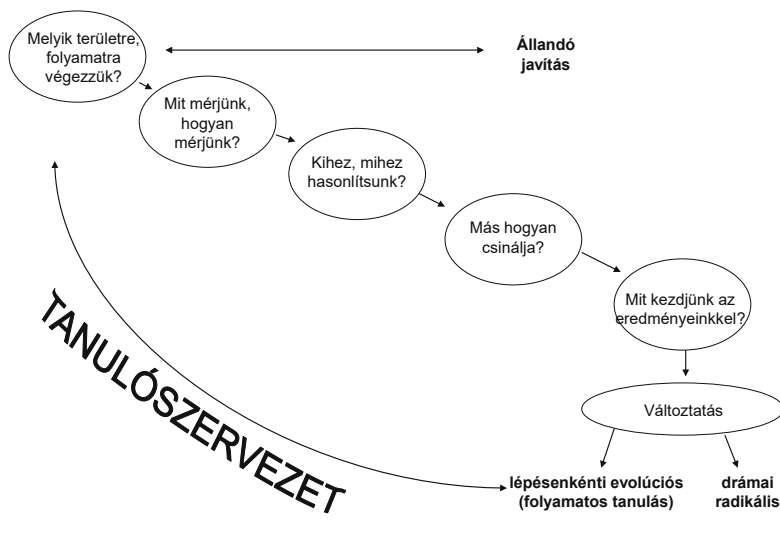 Melyik területre,
folyamatra
végezzük?
Állandó
javítás
Mit mérjünk,
hogyan
mérjünk?
Kihez, mihez
hasonlítsunk?
Más hogyan
csinálja?
Mit kezdjünk az
eredményeinkkel?
Változtatás
lépésenkénti evolúciós
(folyamatos tanulás)
drámai
radikális
TANULÓSZERVEZET